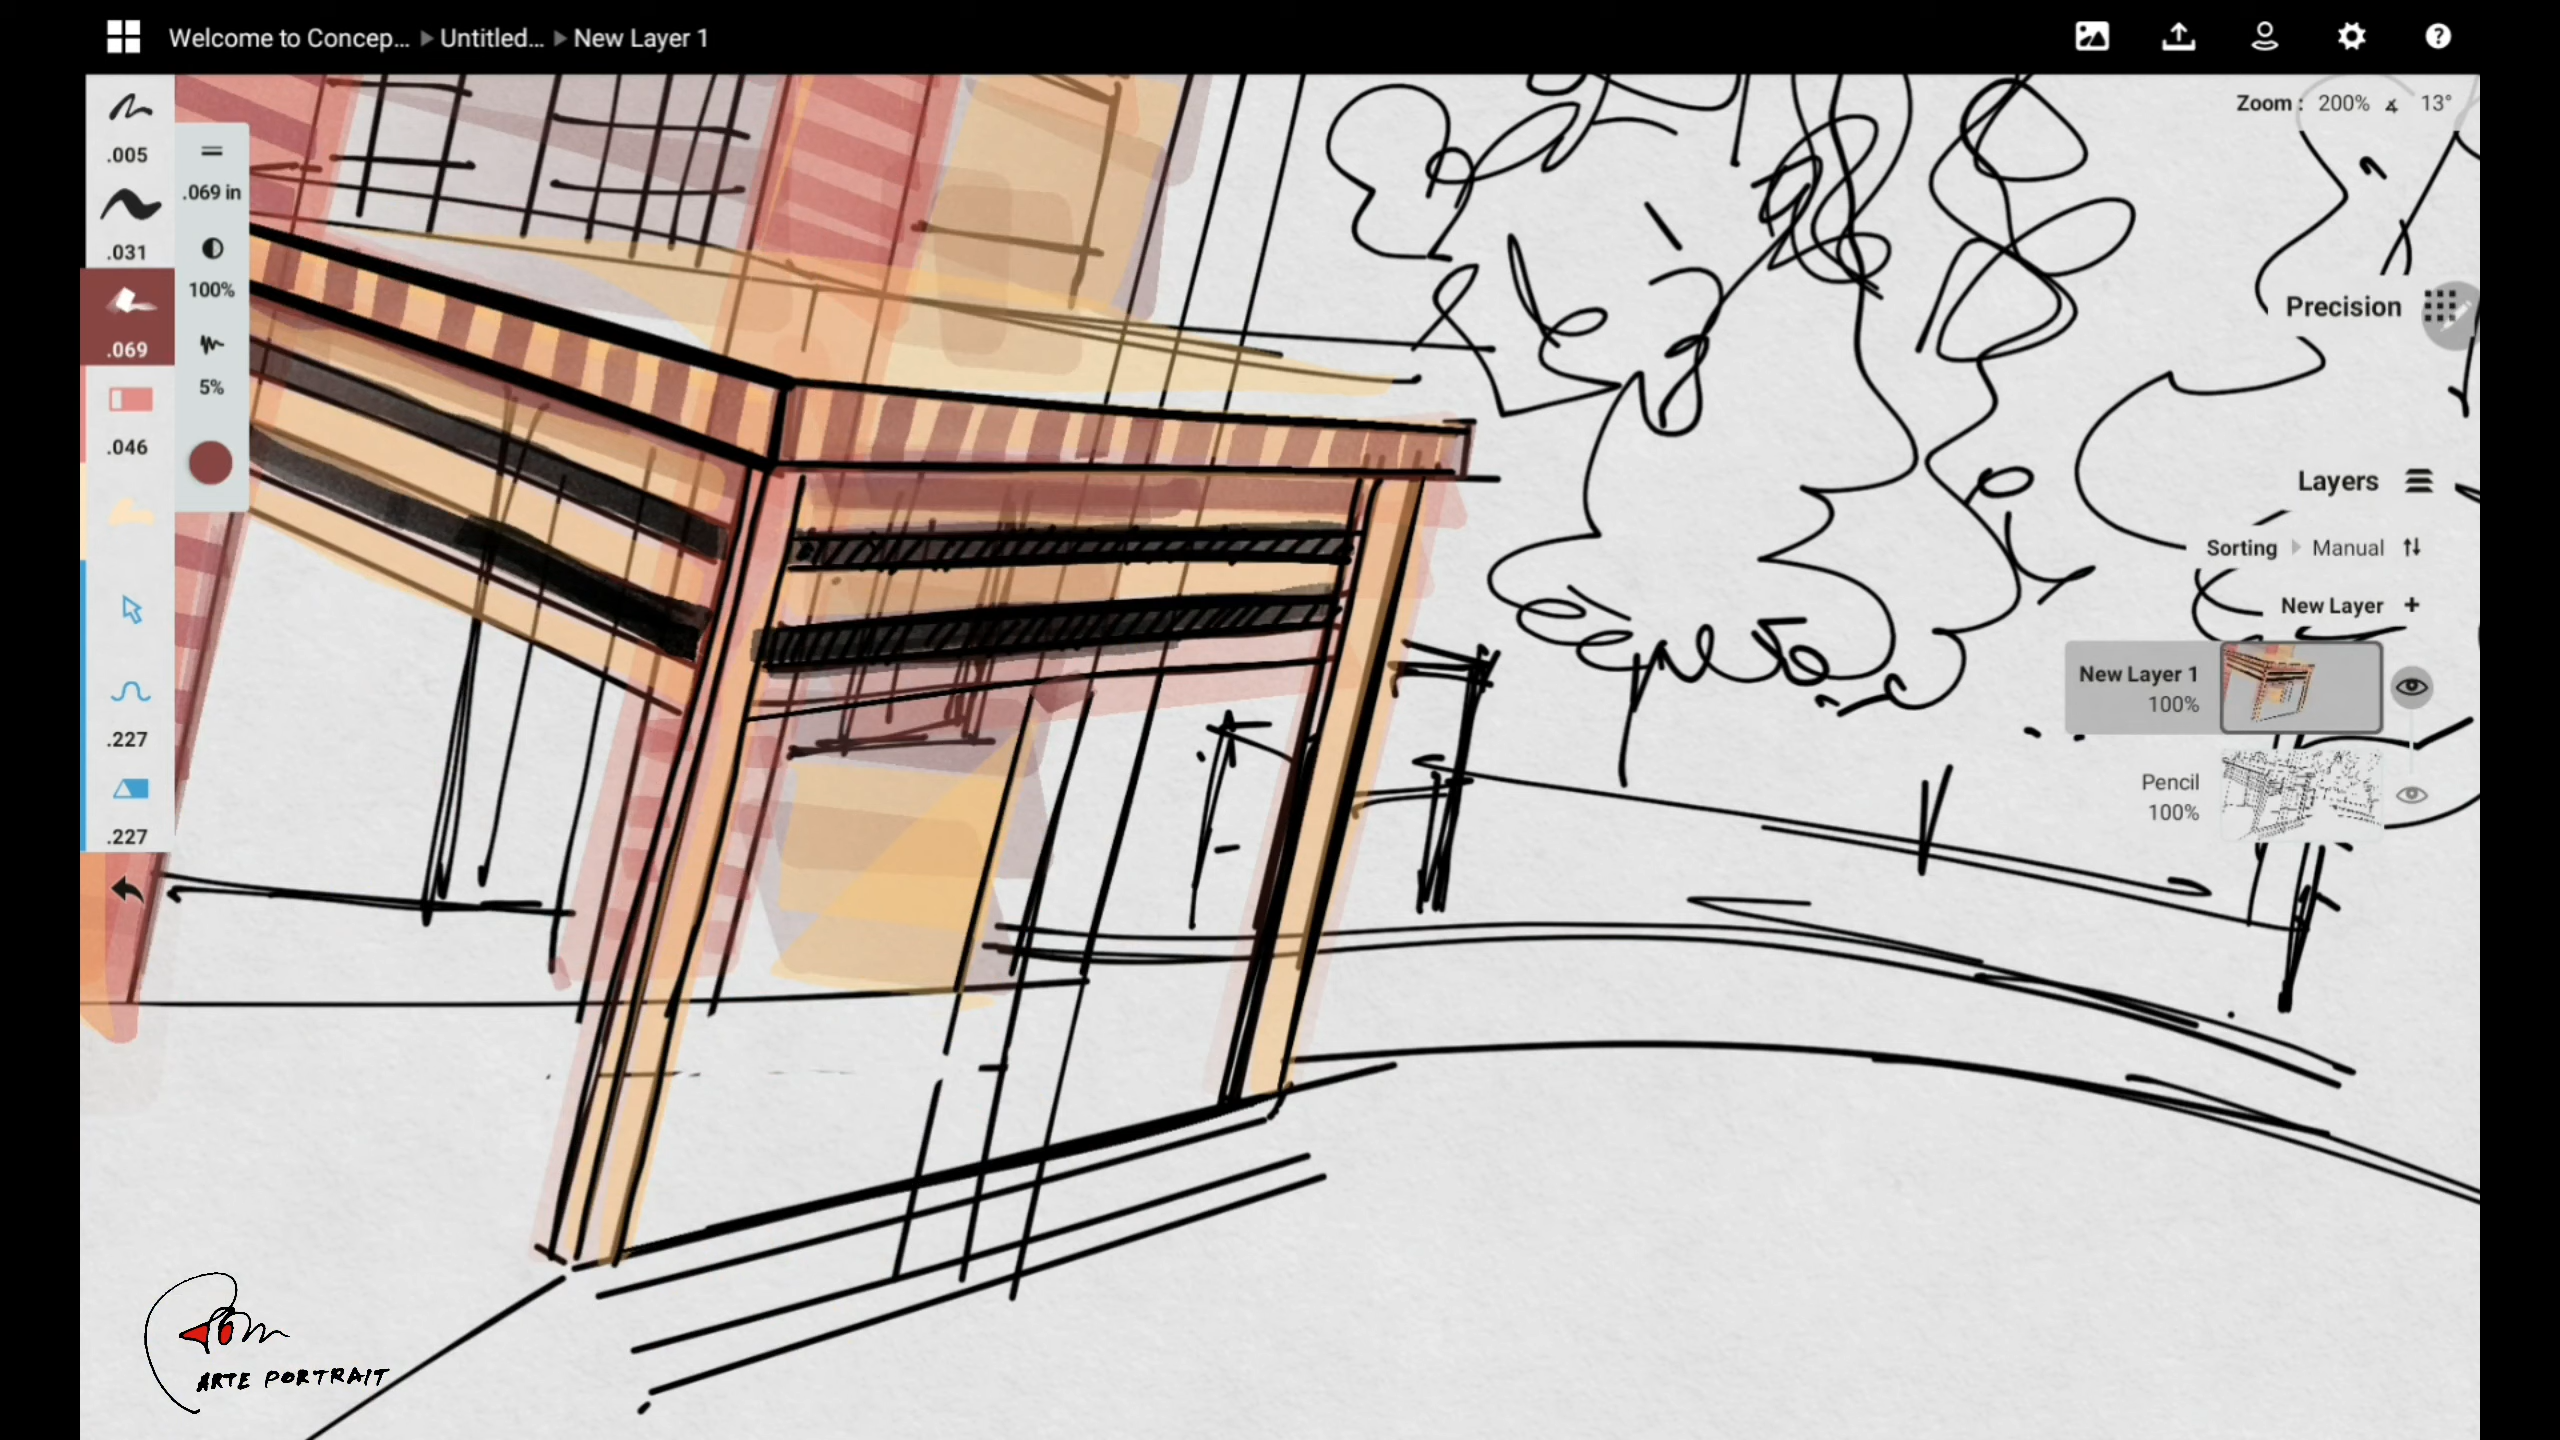 Welcome to Concep... Untitled... New Layer 1
Zoom : 200% 13°
.005
.069 in
.031
100%
.069
5%
.046
.227
.227
Precision
Layers
Sorting Manual
New Layer +
New Layer 1
100%
Pencil
100%
ARTE PORTRAIT